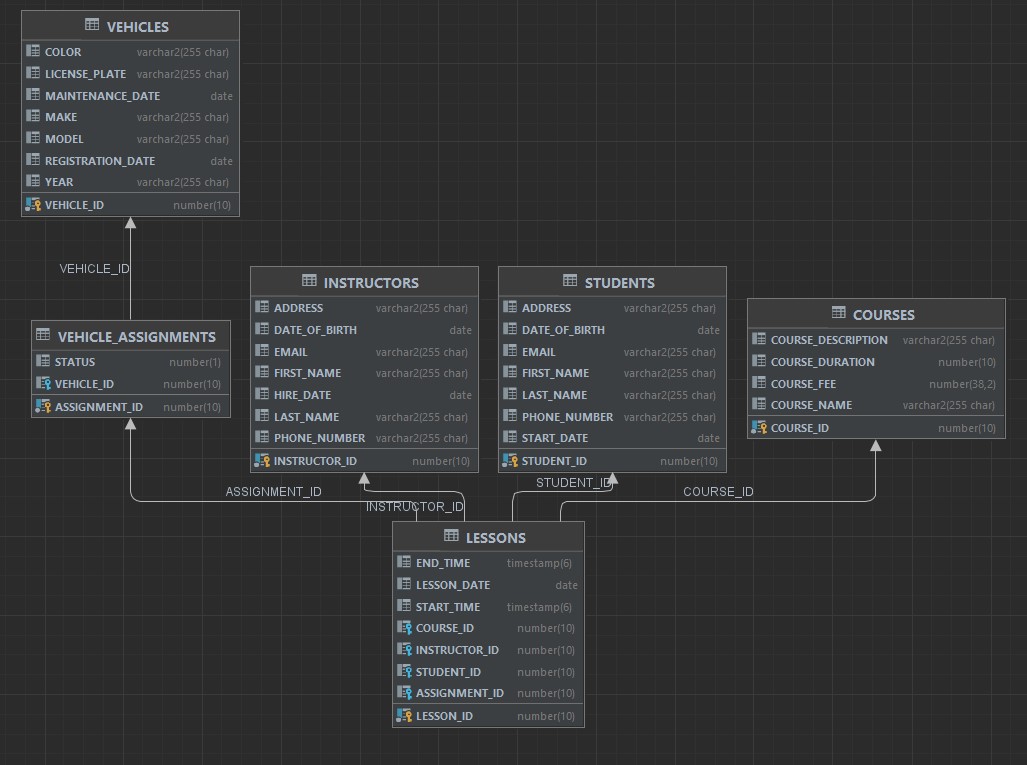 VEHICLES
COLOR varchar2(255 char)
LICENSE_PLATE varchar2(255 char)
MAINTENANCE_DATE date
MAKE varchar2(255 char)
MODEL varchar2(255 char)
REGISTRATION_DATE date
YEAR varchar2(255 char)
VEHICLE_ID number(10)
VEHICLE_ID
VEHICLE_ASSIGNMENTS
STATUS number(1)
VEHICLE_ID number(10)
ASSIGNMENT_ID number(10)
INSTRUCTORS
ADDRESS varchar2(255 char)
DATE_OF_BIRTH date
EMAIL varchar2(255 char)
FIRST_NAME varchar2(255 char)
HIRE_DATE date
LAST_NAME varchar2(255 char)
PHONE_NUMBER varchar2(255 char)
INSTRUCTOR_ID number(10)
STUDENTS
ADDRESS varchar2(255 char)
DATE_OF_BIRTH date
EMAIL varchar2(255 char)
FIRST_NAME varchar2(255 char)
LAST_NAME varchar2(255 char)
PHONE_NUMBER varchar2(255 char)
START_DATE date
STUDENT_ID number(10)
COURSES
COURSE_DESCRIPTION varchar2(255 char)
COURSE_DURATION number(10)
COURSE_FEE number(38,2)
COURSE_NAME varchar2(255 char)
COURSE_ID number(10)
ASSIGNMENT_ID
INSTRUCTOR_ID
STUDENT_ID
COURSE_ID
LESSONS
END_TIME timestamp(6)
LESSON_DATE date
START_TIME timestamp(6)
COURSE_ID number(10)
INSTRUCTOR_ID number(10)
STUDENT_ID number(10)
ASSIGNMENT_ID number(10)
LESSON_ID number(10)